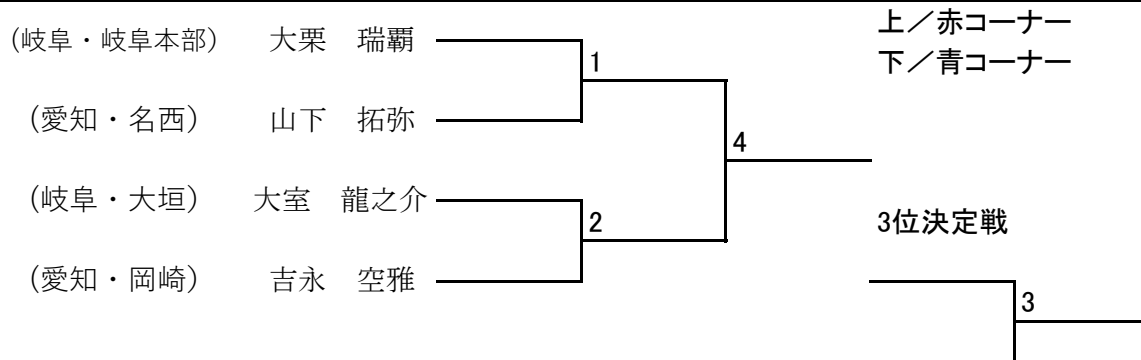 (岐阜・岐阜本部) 大栗 瑞覇
上／赤コーナー
下／青コーナー
1
(愛知・名西) 山下 拓弥
4
(岐阜・大垣) 大室 龍之介
2
3位決定戦
(愛知・岡崎) 吉永 空雅
3